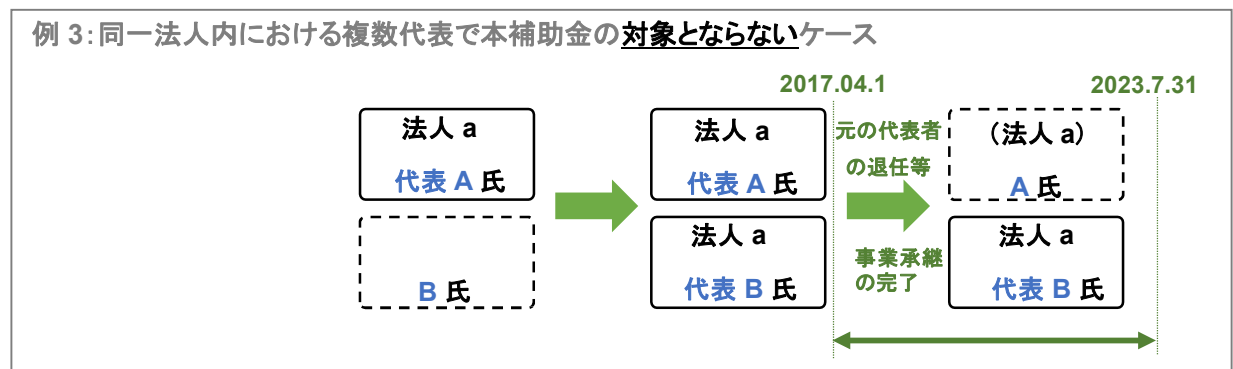 例 3：同一法人内における複数代表で本補助金の対象とならないケース
2017.04.1
2023.7.31
法人 a
代表 A 氏
B 氏
法人 a
代表 A 氏
法人 a
代表 B 氏
元の代表者
の退任等
事業承継
の完了
（法人 a）
A 氏
法人 a
代表 B 氏